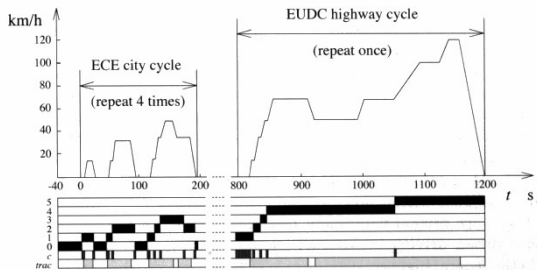 km/h
EUDC highway cycle
120
(repeat once)
100
ECE city cycle
80
(repeat 4 times)
60
40
20
-40 0 100 200 800 900 1000 1100 1200 t s
5
4
3
2
1
0
c
trac